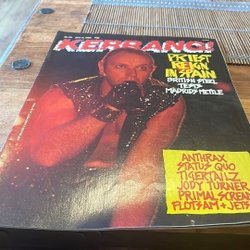 KERRANG!
PRIEST
REIGN
IN SPAIN
BRITISH STEEL
TESTS
MADRID'S METTLE
ANTHRAX
STATUS QUO
TIGERTAILZ
JODY TURNER
PRIMAL SCREAM
FLOTSAM + JETSAM